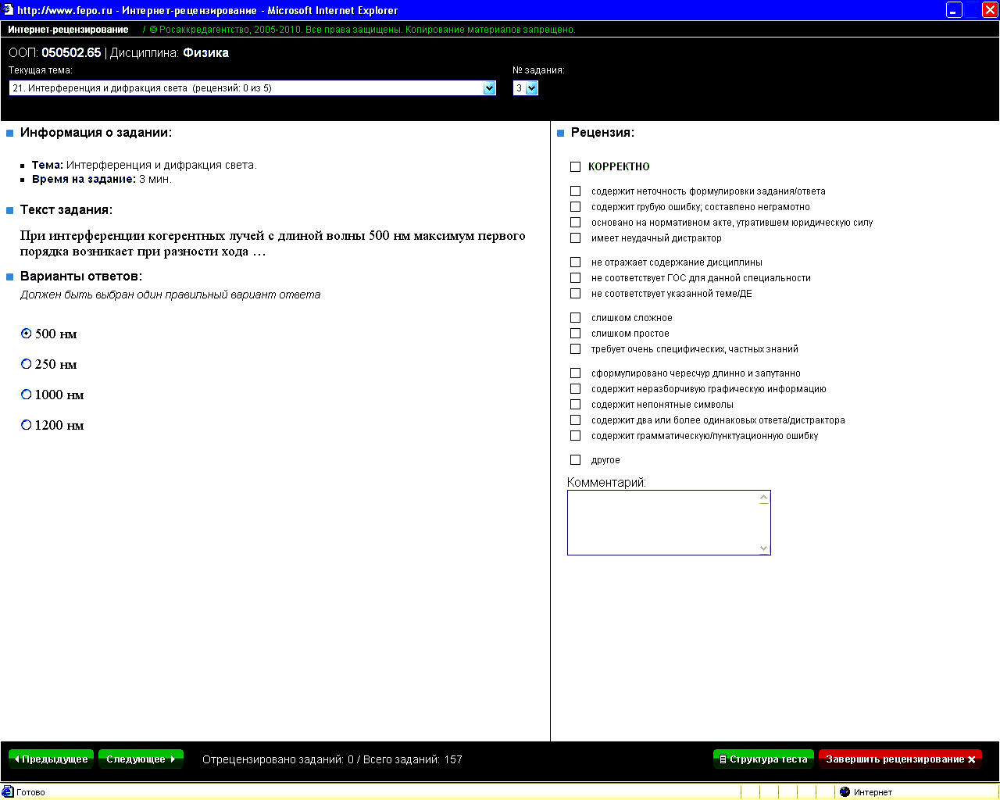 http://www.fepo.ru - Интернет-рецензирование - Microsoft Internet Explorer
Интернет-рецензирование / © Росаккредагентство, 2005-2010. Все права защищены. Копирование материалов запрещено.
ООП: 050502.65 | Дисциплина: Физика
Текущая тема: № задания:
21. Интерференция и дифракция света (рецензий: 0 из 5) 3
Информация о задании:
Тема: Интерференция и дифракция света.
Время на задание: 3 мин.
Текст задания:
При интерференции когерентных лучей с длиной волны 500 нм максимум первого
порядка возникает при разности хода …
Варианты ответов:
Должен быть выбран один правильный вариант ответа
500 нм
250 нм
1000 нм
1200 нм
Рецензия:
КОРРЕКТНО
содержит неточность формулировки задания/ответа
содержит грубую ошибку; составлено неграмотно
основано на нормативном акте, утратившем юридическую силу
имеет неудачный дистрактор
не отражает содержание дисциплины
не соответствует ГОС для данной специальности
не соответствует указанной теме/ДЕ
слишком сложное
слишком простое
требует очень специфических, частных знаний
сформулировано чересчур длинно и запутанно
содержит неразборчивую графическую информацию
содержит непонятные символы
содержит два или более одинаковых ответа/дистрактора
содержит грамматическую/пунктуационную ошибку
другое
Комментарий:
Предыдущее Следующее Отрецензировано заданий: 0 / Всего заданий: 157 Структура теста Завершить рецензирование
Готово Интернет